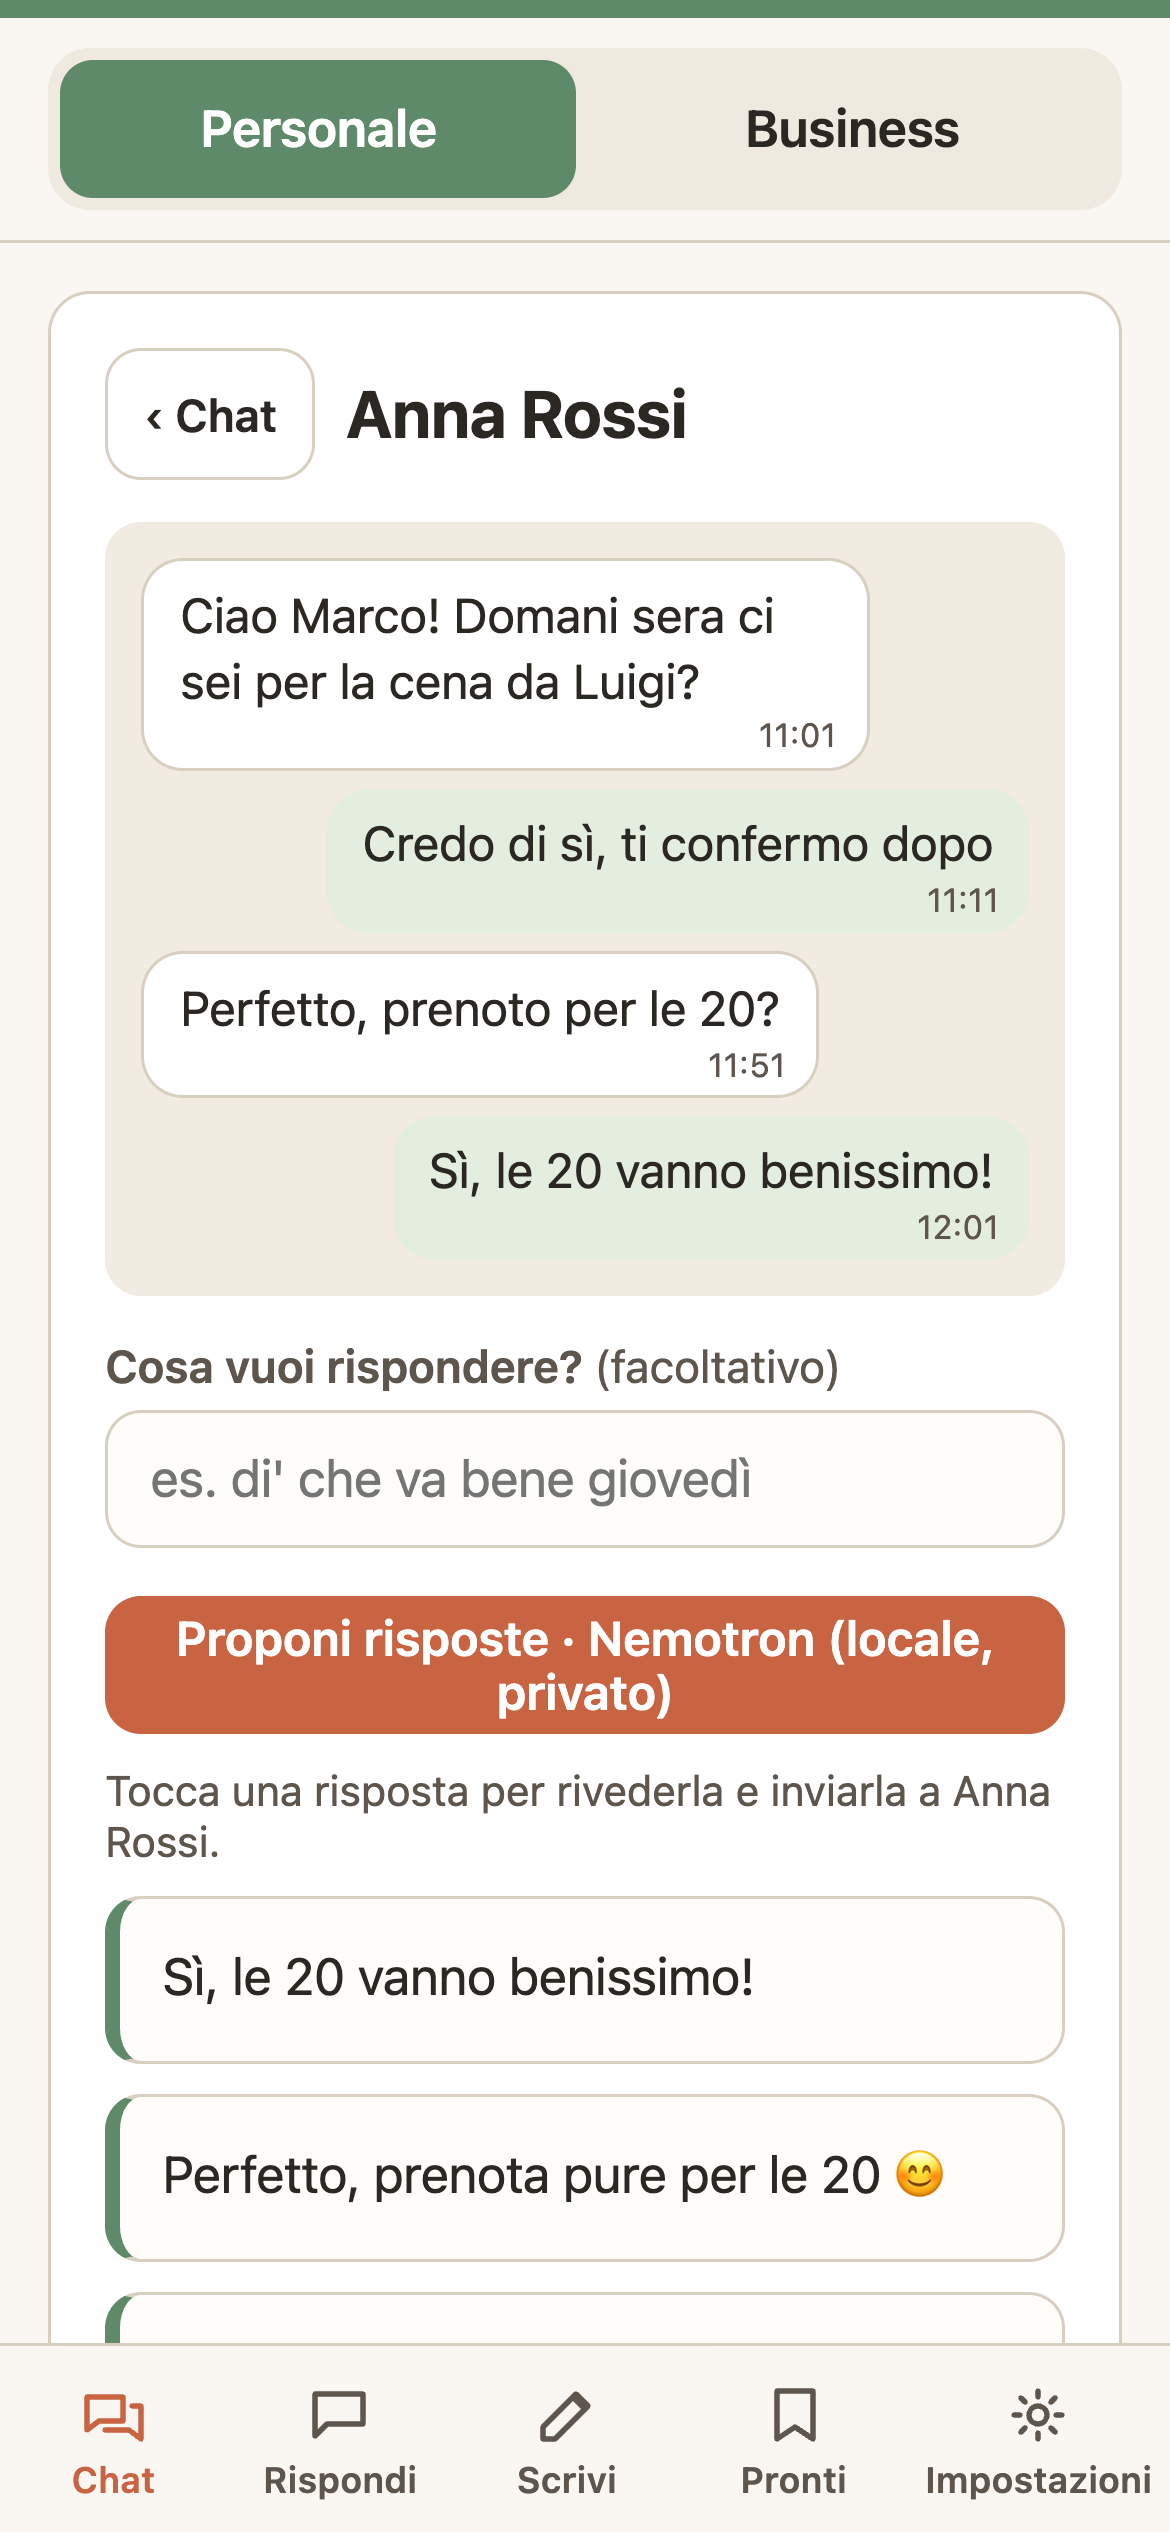 Personale
Business
‹ Chat
Anna Rossi
Ciao Marco! Domani sera ci
sei per la cena da Luigi?
11:01
Credo di sì, ti confermo dopo
11:11
Perfetto, prenoto per le 20?
11:51
Sì, le 20 vanno benissimo!
12:01
Cosa vuoi rispondere? (facoltativo)
es. di' che va bene giovedì
Proponi risposte · Nemotron (locale,
privato)
Tocca una risposta per rivederla e inviarla a Anna
Rossi.
Sì, le 20 vanno benissimo!
Perfetto, prenota pure per le 20 😊
Chat
Rispondi
Scrivi
Pronti
Impostazioni